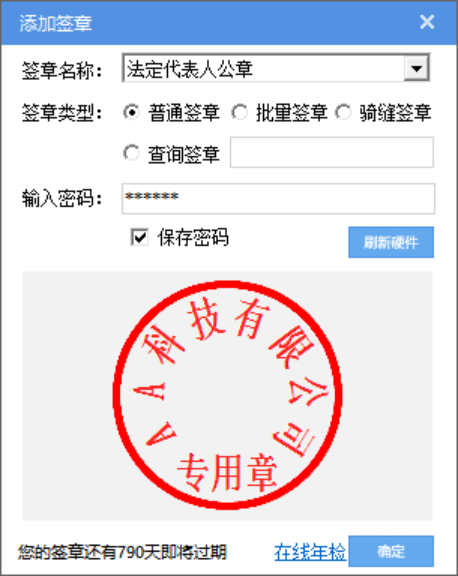 添加签章
签章名称： 法定代表人公章
签章类型： 普通签章 批量签章 骑缝签章
查询签章
输入密码： ******
保存密码
刷新硬件
AA科技有限公司
专用章
您的签章还有790天即将过期 在线年检 确定